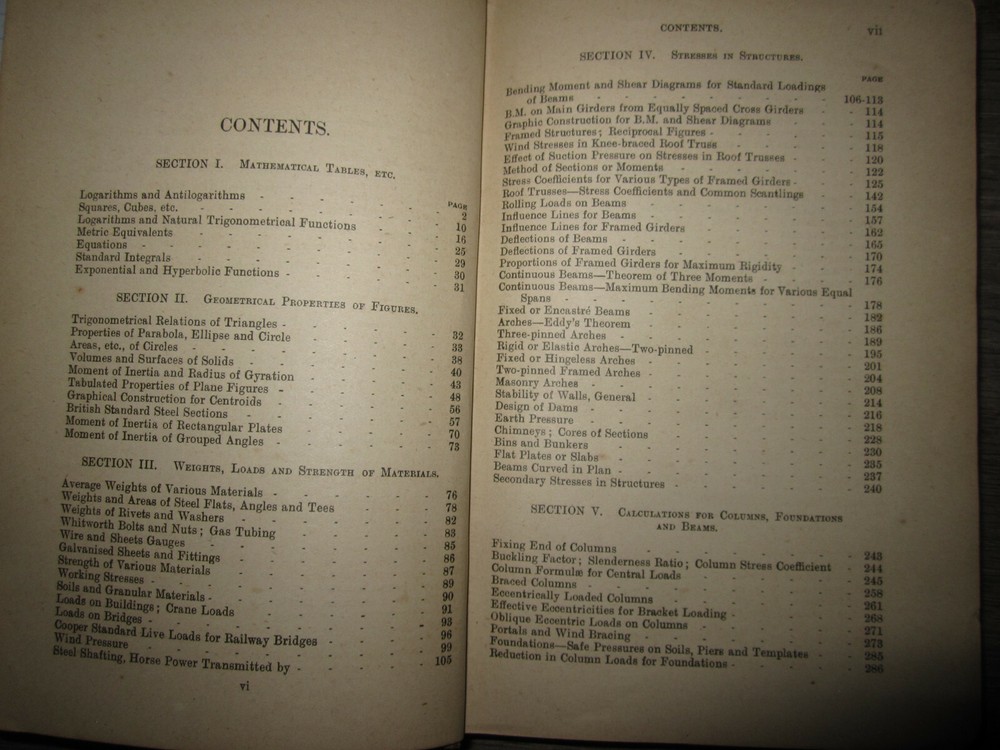 CONTENTS.
SECTION I. MATHEMATICAL TABLES, ETC.
PAGE
Logarithms and Antilogarithms - - - - - 2
Squares, Cubes, etc. - - - - - 10
Logarithms and Natural Trigonometrical Functions - - - 16
Metric Equivalents - - - - - 25
Equations - - - - - 29
Standard Integrals - - - - - 30
Exponential and Hyperbolic Functions - - - - - 31
SECTION II. GEOMETRICAL PROPERTIES OF FIGURES.
Trigonometrical Relations of Triangles - - - - - 32
Properties of Parabola, Ellipse and Circle - - - - - 33
Areas, etc., of Circles - - - - - 38
Volumes and Surfaces of Solids - - - - - 40
Moment of Inertia and Radius of Gyration - - - - - 43
Tabulated Properties of Plane Figures - - - - - 48
Graphical Construction for Centroids - - - - - 56
British Standard Steel Sections - - - - - 57
Moment of Inertia of Rectangular Plates - - - - - 70
Moment of Inertia of Grouped Angles - - - - - 73
SECTION III. WEIGHTS, LOADS AND STRENGTH OF MATERIALS.
Average Weights of Various Materials - - - - - 76
Weights and Areas of Steel Flats, Angles and Tees - - - 78
Weights of Rivets and Washers - - - - - 82
Whitworth Bolts and Nuts; Gas Tubing - - - - - 83
Wire and Sheets Gauges - - - - - 85
Galvanised Sheets and Fittings - - - - - 86
Strength of Various Materials - - - - - 87
Working Stresses - - - - - 89
Soils and Granular Materials - - - - - 90
Loads on Buildings; Crane Loads - - - - - 91
Loads on Bridges - - - - - 93
Cooper Standard Live Loads for Railway Bridges - - - 96
Wind Pressure - - - - - 99
Steel Shafting, Horse Power Transmitted by - - - - - 105
vi
CONTENTS. vii
SECTION IV. STRESSES IN STRUCTURES.
PAGE
Bending Moment and Shear Diagrams for Standard Loadings
of Beams - - - - - 106-113
B.M. on Main Girders from Equally Spaced Cross Girders - - 114
Graphic Construction for B.M. and Shear Diagrams - - 114
Framed Structures; Reciprocal Figures - - - - - 115
Wind Stresses in Knee-braced Roof Truss - - - - 118
Effect of Suction Pressure on Stresses in Roof Trusses - - 120
Method of Sections or Moments - - - - - 122
Stress Coefficients for Various Types of Framed Girders - - 125
Roof Trusses—Stress Coefficients and Common Scantlings - - 142
Rolling Loads on Beams - - - - - 154
Influence Lines for Beams - - - - - 157
Influence Lines for Framed Girders - - - - - 162
Deflections of Beams - - - - - 165
Deflections of Framed Girders - - - - - 170
Proportions of Framed Girders for Maximum Rigidity - - - 174
Continuous Beams—Theorem of Three Moments - - - 176
Continuous Beams—Maximum Bending Moments for Various Equal
Spans - - - - - 178
Fixed or Encastré Beams - - - - - 182
Arches—Eddy's Theorem - - - - - 186
Three-pinned Arches - - - - - 189
Rigid or Elastic Arches—Two-pinned - - - - - 195
Fixed or Hingeless Arches - - - - - 201
Two-pinned Framed Arches - - - - - 204
Masonry Arches - - - - - 208
Stability of Walls, General - - - - - 214
Design of Dams - - - - - 216
Earth Pressure - - - - - 218
Chimneys; Cores of Sections - - - - - 228
Bins and Bunkers - - - - - 230
Flat Plates or Slabs - - - - - 235
Beams Curved in Plan - - - - - 237
Secondary Stresses in Structures - - - - - 240
SECTION V. CALCULATIONS FOR COLUMNS, FOUNDATIONS
AND BEAMS.
Fixing End of Columns - - - - - 243
Buckling Factor; Slenderness Ratio; Column Stress Coefficient - 244
Column Formulæ for Central Loads - - - - - 245
Braced Columns - - - - - 258
Eccentrically Loaded Columns - - - - - 261
Effective Eccentricities for Bracket Loading - - - - 268
Oblique Eccentric Loads on Columns - - - - - 271
Portals and Wind Bracing - - - - - 273
Foundations—Safe Pressures on Soils, Piers and Templates - - 285
Reduction in Column Loads for Foundations - - - - 286